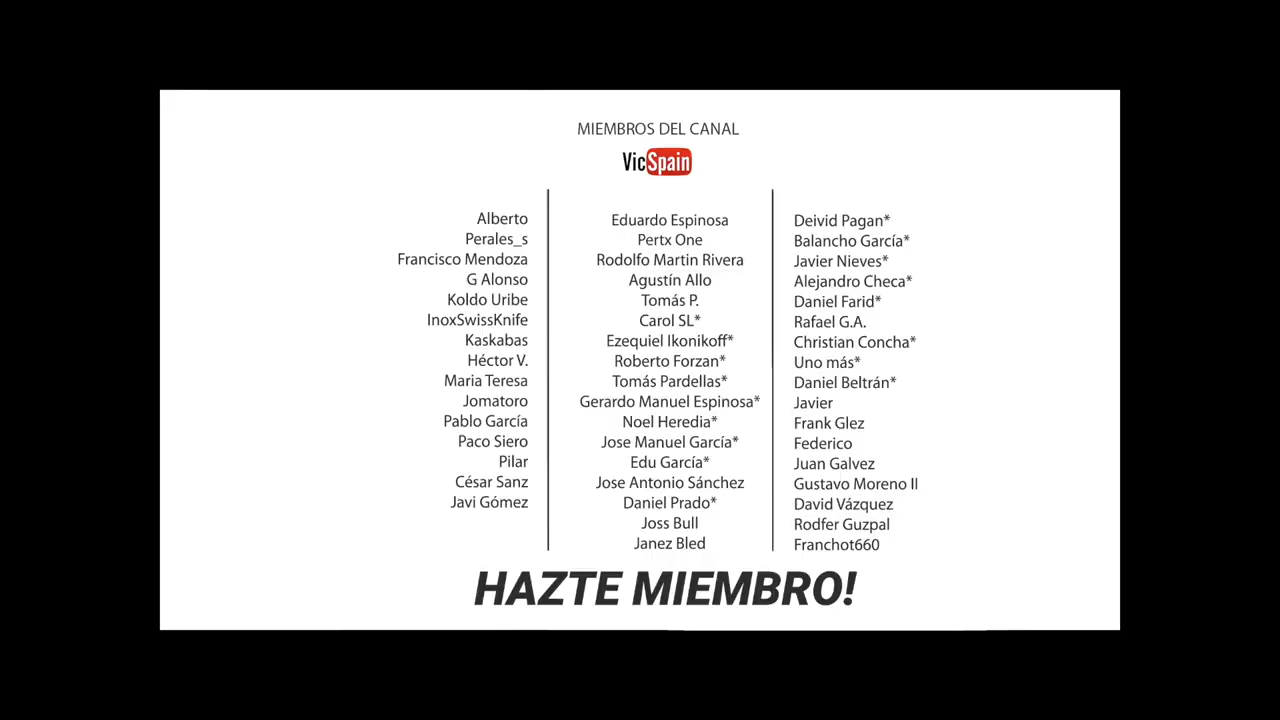 MIEMBROS DEL CANAL
VicSpain
Alberto
Perales_s
Francisco Mendoza
G Alonso
Koldo Uribe
InoxSwissKnife
Kaskabas
Héctor V.
Maria Teresa
Jomatoro
Pablo García
Paco Siero
Pilar
César Sanz
Javi Gómez
Eduardo Espinosa
Pertx One
Rodolfo Martin Rivera
Agustín Allo
Tomás P.
Carol SL*
Ezequiel Ikonikoff*
Roberto Forzan*
Tomás Pardellas*
Gerardo Manuel Espinosa*
Noel Heredia*
Jose Manuel García*
Edu García*
Jose Antonio Sánchez
Daniel Prado*
Joss Bull
Janez Bled
Deivid Pagan*
Balancho García*
Javier Nieves*
Alejandro Checa*
Daniel Farid*
Rafael G.A.
Christian Concha*
Uno más*
Daniel Beltrán*
Javier
Frank Glez
Federico
Juan Galvez
Gustavo Moreno II
David Vázquez
Rodfer Guzpal
Franchot660
HAZTE MIEMBRO!